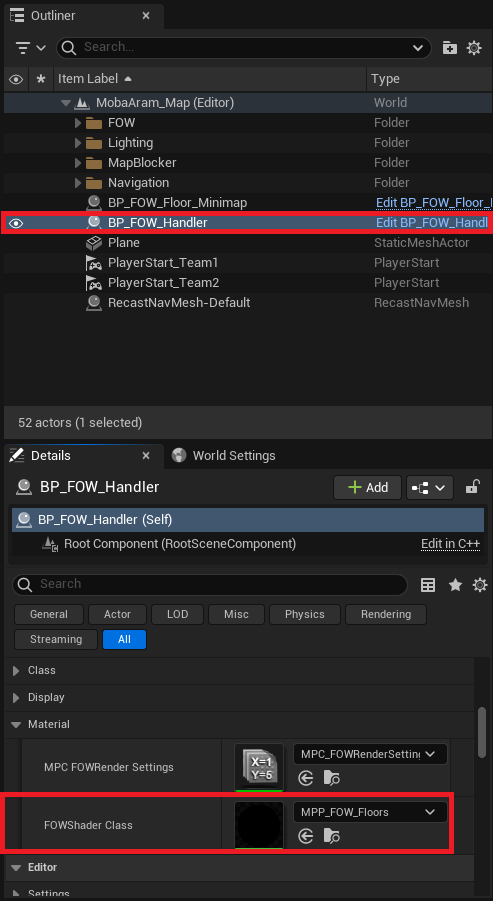 Outliner ×
Search...
* Item Label Type
MobaAram_Map (Editor) World
FOW Folder
Lighting Folder
MapBlocker Folder
Navigation Folder
BP_FOW_Floor_Minimap Edit BP_FOW_Floor_
BP_FOW_Handler Edit BP_FOW_Handl
Plane StaticMeshActor
PlayerStart_Team1 PlayerStart
PlayerStart_Team2 PlayerStart
RecastNavMesh-Default RecastNavMesh
52 actors (1 selected)
Details × World Settings
BP_FOW_Handler + Add
BP_FOW_Handler (Self)
Root Component (RootSceneComponent) Edit in C++
Search
General Actor LOD Misc Physics Rendering
Streaming All
Class
Display
Material
MPC FOWRender Settings X=1 Y=5 MPC_FOWRenderSettin
FOWShader Class MPP_FOW_Floors
Editor
Settings